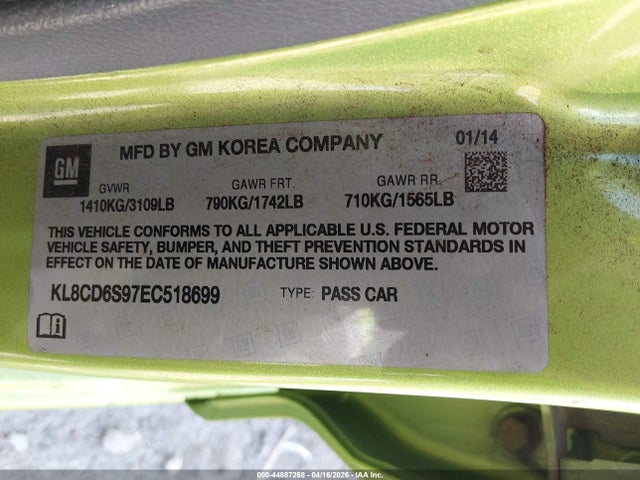 GM
MFD BY GM KOREA COMPANY
01/14
GVWR
GAWR FRT.
GAWR RR.
1410KG/3109LB
790KG/1742LB
710KG/1565LB
THIS VEHICLE CONFORMS TO ALL APPLICABLE U.S. FEDERAL MOTOR
VEHICLE SAFETY, BUMPER, AND THEFT PREVENTION STANDARDS IN
EFFECT ON THE DATE OF MANUFACTURE SHOWN ABOVE.
KL8CD6S97EC518699
TYPE: PASS CAR
000-44887268 - 04/16/2026 - IAA Inc.